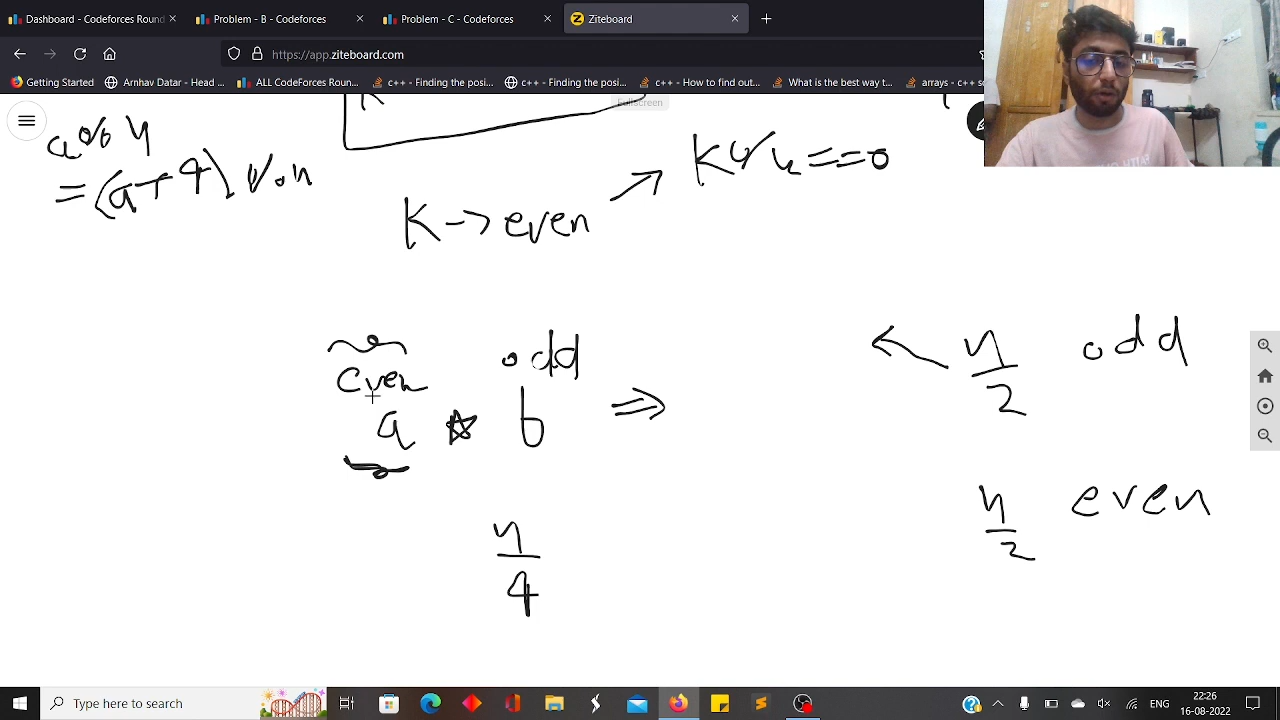 Dashboard - Codeforces Round
Problem - B - Codeforces
Problem - C - Codeforces
Ziteboard
https://app.ziteboard.com
Getting Started
Arnhav Datar - Head ...
ALL CodeForces Roun...
c++ - Finding the posi...
c++ - Finding the posi...
c++ - How to find out...
What is the best way t...
arrays - c++
K
fullscreen
a % 4
= (a+4) % 4
K → even
K % 4 == 0
even
odd
a * b ⇒
n/2 odd
n/4
n/2 even
Type here to search
ENG
22:26
16-08-2022